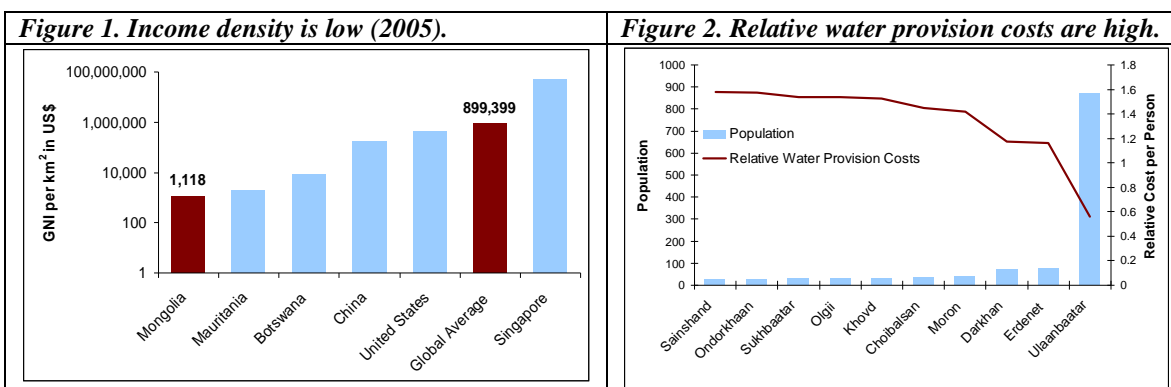 Figure 1. Income density is low (2005).
GNI per km² in US$
100,000,000
1,000,000
10,000
100
1
1,118
899,399
Mongolia
Mauritania
Botswana
China
United States
Global Average
Singapore
Figure 2. Relative water provision costs are high.
Population
1000
900
800
700
600
500
400
300
200
100
0
Population
Relative Water Provision Costs
1.8
1.6
1.4
1.2
1
0.8
0.6
0.4
0.2
0
Relative Cost per Person
Sainshand
Ondorkhaan
Sukhbaatar
Olgii
Khovd
Choibalsan
Moron
Darkhan
Erdenet
Ulaanbaatar